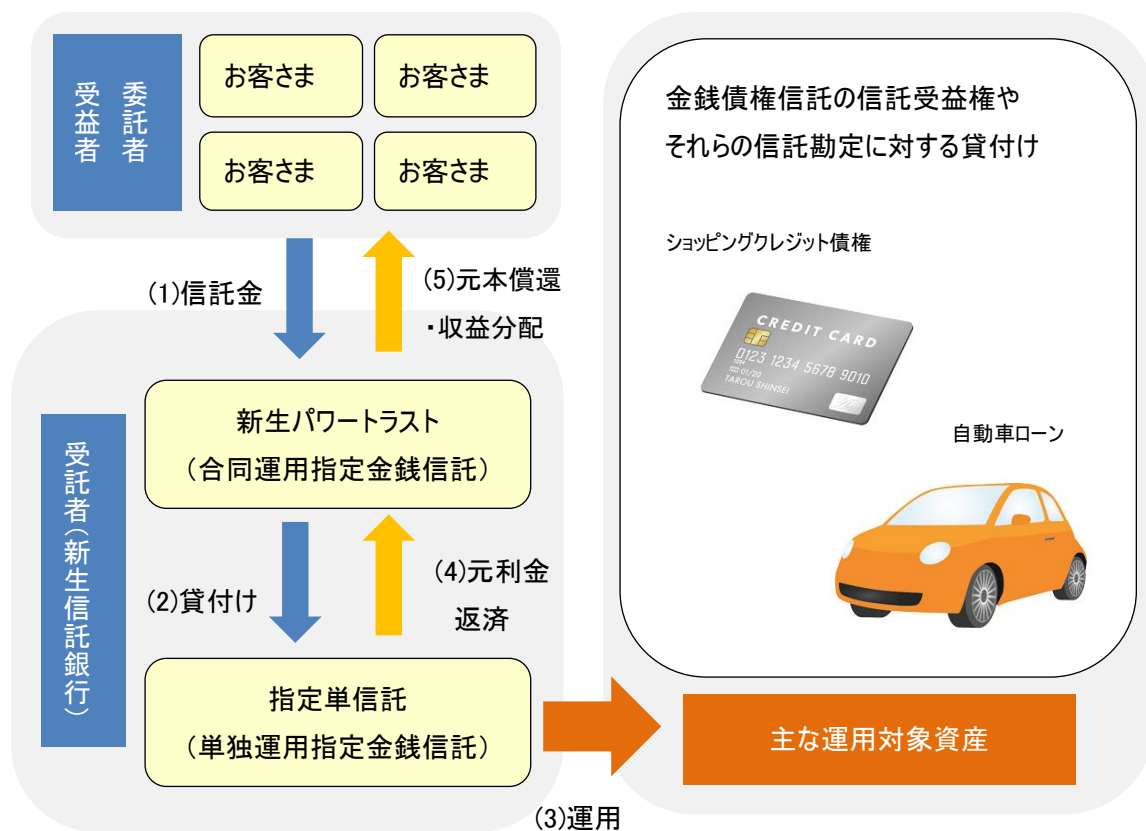 委託者
受益者
お客さま
お客さま
お客さま
お客さま
(1)信託金
(5)元本償還
・収益分配
受託者(新生信託銀行)
新生パワートラスト
(合同運用指定金銭信託)
(2)貸付け
(4)元利金
返済
指定単信託
(単独運用指定金銭信託)
(3)運用
金銭債権信託の信託受益権や
それらの信託勘定に対する貸付け
ショッピングクレジット債権
CREDIT CARD
0123 1234 5678 9010
01/20
TAROU SHINSEI
自動車ローン
主な運用対象資産